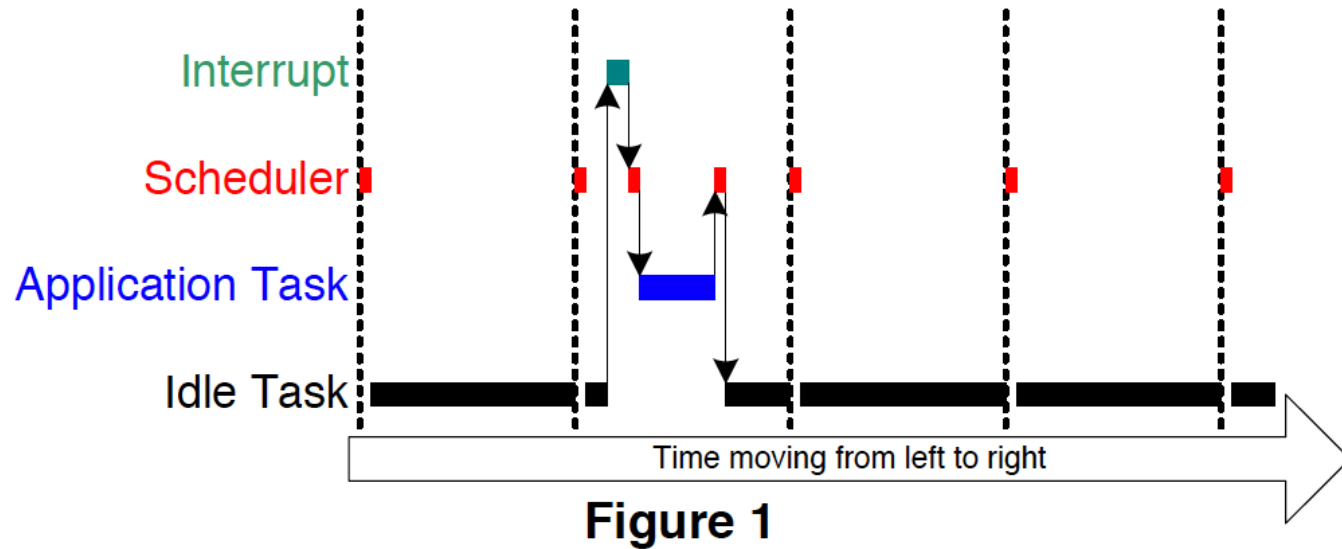 Interrupt
Scheduler
Application Task
Idle Task
Time moving from left to right
Figure 1